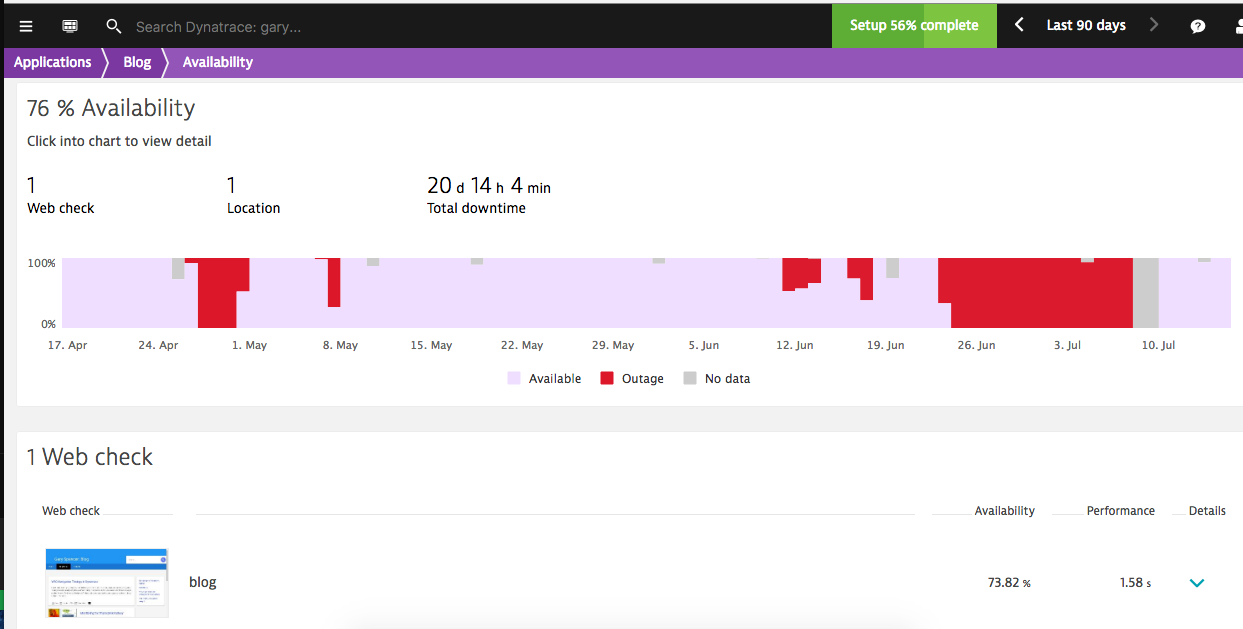 Search Dynatrace: gary...
Setup 56% complete
Last 90 days
?
Applications
Blog
Availability
76 % Availability
Click into chart to view detail
1
Web check
1
Location
20 d 14 h 4 min
Total downtime
100%
0%
17. Apr 24. Apr 1. May 8. May 15. May 22. May 29. May 5. Jun 12. Jun 19. Jun 26. Jun 3. Jul 10. Jul
Available Outage No data
1 Web check
Web check Availability Performance Details
blog 73.82 % 1.58 s